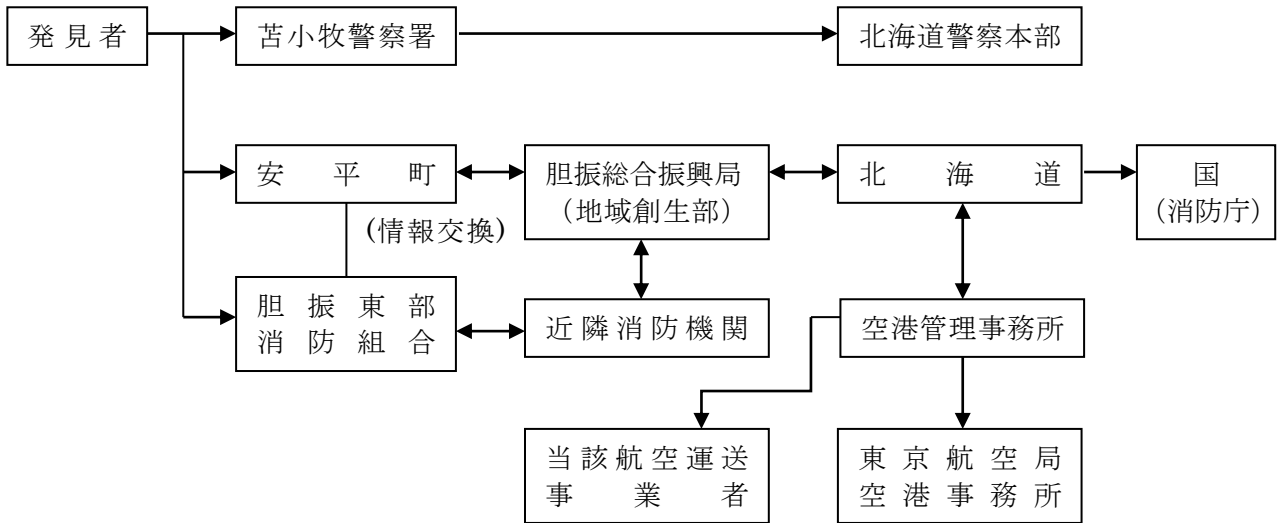 発見者
苫小牧警察署
北海道警察本部
安平町
胆振総合振興局
（地域創生部）
北海道
国
（消防庁）
(情報交換)
胆振東部
消防組合
近隣消防機関
空港管理事務所
当該航空運送
事業者
東京航空局
空港事務所